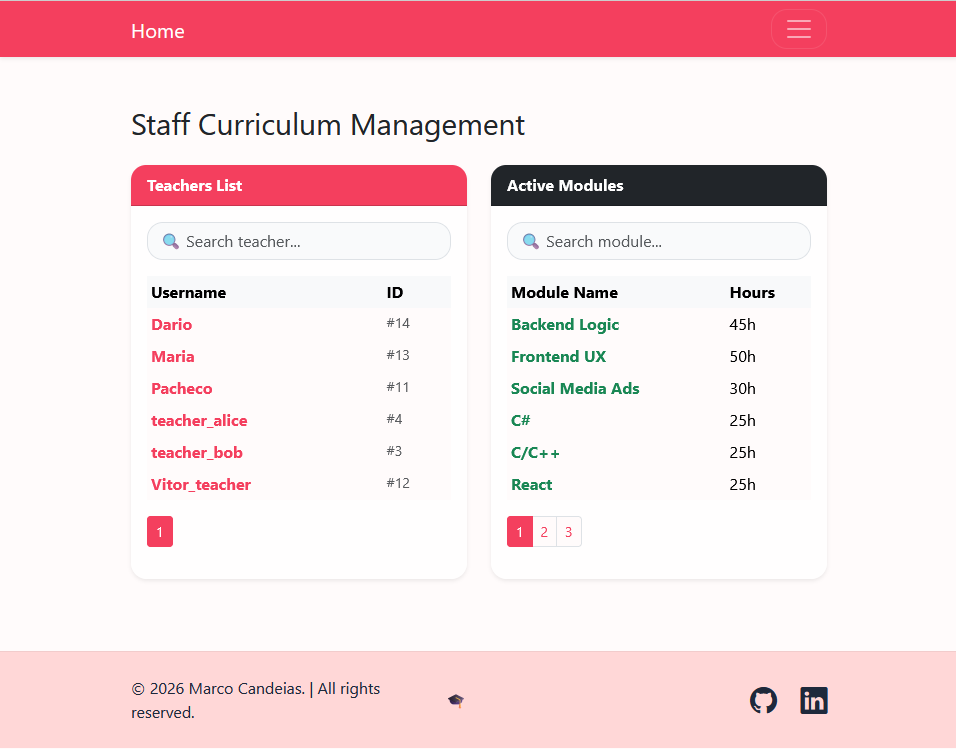 Home
Staff Curriculum Management
Teachers List
Search teacher...
Username ID
Dario #14
Maria #13
Pacheco #11
teacher_alice #4
teacher_bob #3
Vitor_teacher #12
1
Active Modules
Search module...
Module Name Hours
Backend Logic 45h
Frontend UX 50h
Social Media Ads 30h
C# 25h
C/C++ 25h
React 25h
1 2 3
© 2026 Marco Candeias. | All rights
reserved.
in